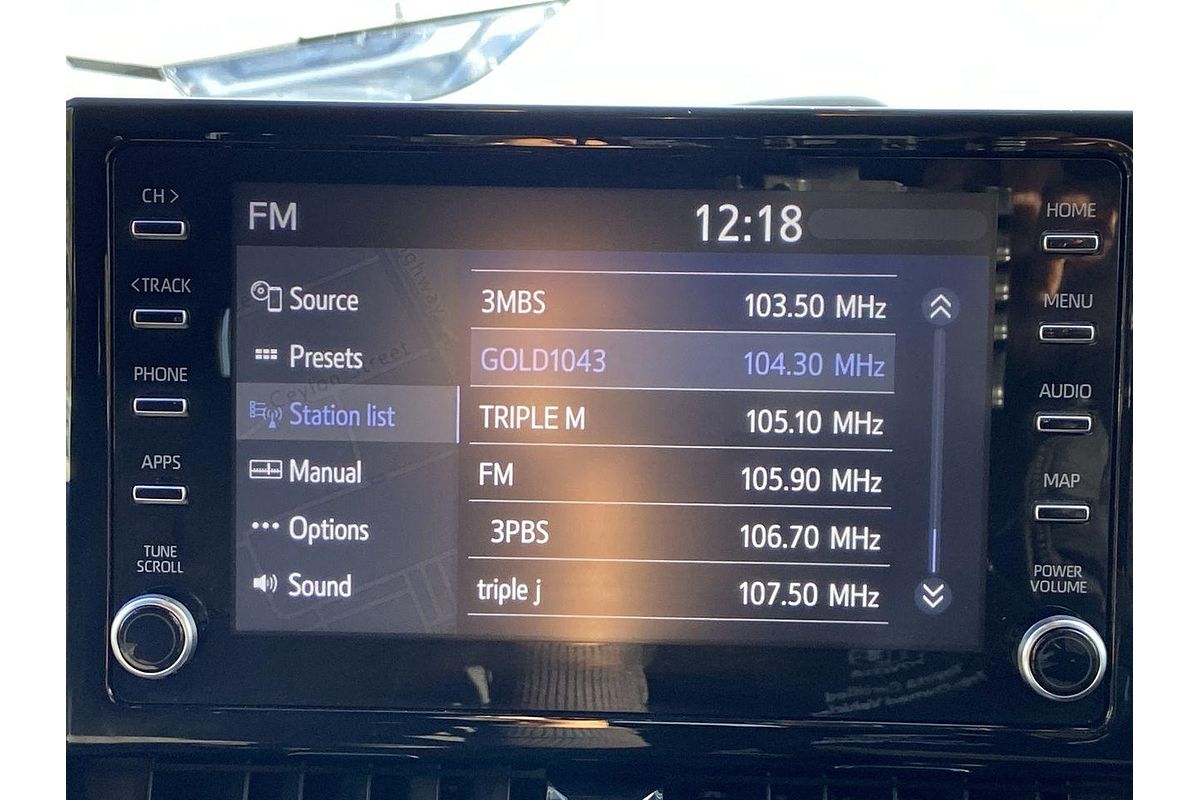 CH >
<TRACK
PHONE
APPS
TUNE
SCROLL
FM
12:18
Source
Presets
Station list
Manual
Options
Sound
Ceylon Street
3MBS 103.50 MHz
GOLD1043 104.30 MHz
TRIPLE M 105.10 MHz
FM 105.90 MHz
3PBS 106.70 MHz
triple j 107.50 MHz
HOME
MENU
AUDIO
MAP
POWER
VOLUME